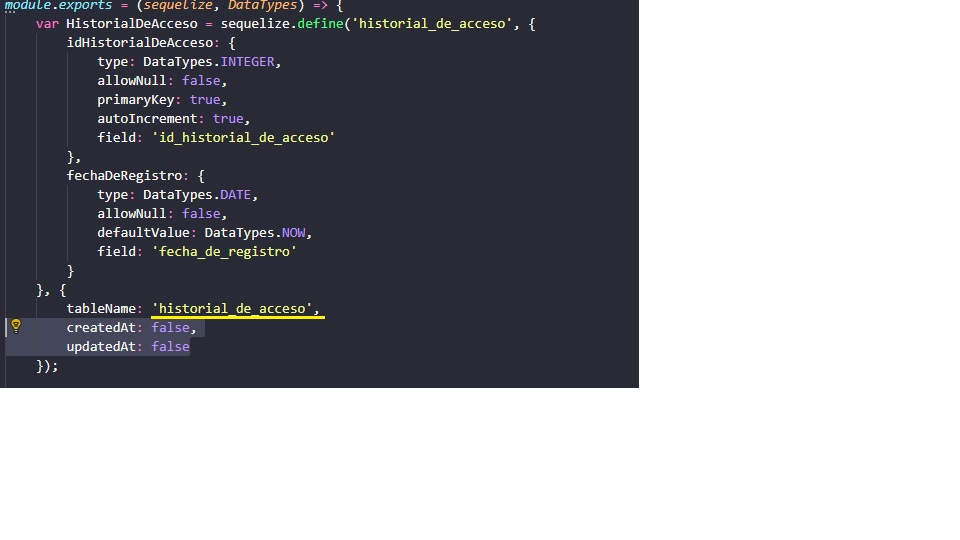 module.exports = (sequelize, DataTypes) => {
var HistorialDeAcceso = sequelize.define('historial_de_acceso', {
idHistorialDeAcceso: {
type: DataTypes.INTEGER,
allowNull: false,
primaryKey: true,
autoIncrement: true,
field: 'id_historial_de_acceso'
},
fechaDeRegistro: {
type: DataTypes.DATE,
allowNull: false,
defaultValue: DataTypes.NOW,
field: 'fecha_de_registro'
}
}, {
tableName: 'historial_de_acceso',
createdAt: false,
updatedAt: false
});